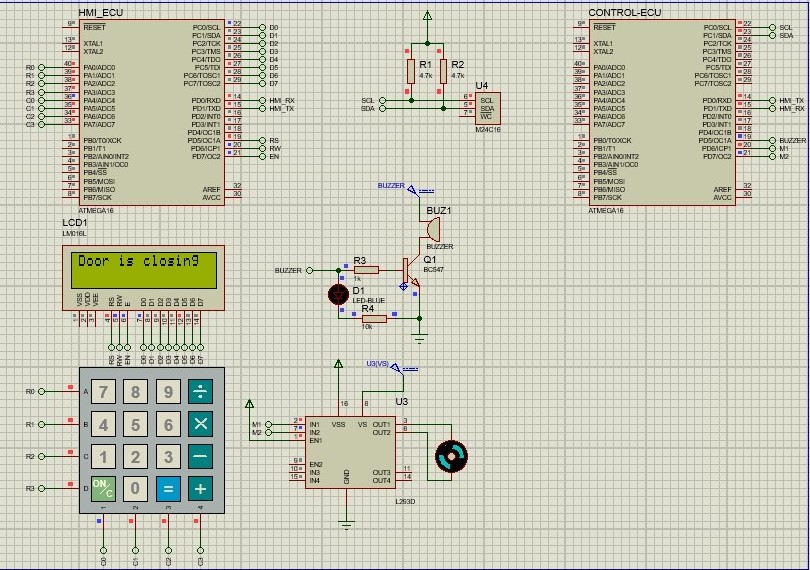 HMI_ECU
9 RESET
13 XTAL1
12 XTAL2
R0 40 PA0/ADC0
R1 39 PA1/ADC1
R2 38 PA2/ADC2
R3 37 PA3/ADC3
C0 36 PA4/ADC4
C1 35 PA5/ADC5
C2 34 PA6/ADC6
C3 33 PA7/ADC7
1 PB0/T0/XCK
2 PB1/T1
3 PB2/AIN0/INT2
4 PB3/AIN1/OC0
5 PB4/SS
6 PB5/MOSI
7 PB6/MISO
8 PB7/SCK
PC0/SCL 22 D0
PC1/SDA 23 D1
PC2/TCK 24 D2
PC3/TMS 25 D3
PC4/TDO 26 D4
PC5/TDI 27 D5
PC6/TOSC1 28 D6
PC7/TOSC2 29 D7
PD0/RXD 14 HMI_RX
PD1/TXD 15 HMI_TX
PD2/INT0 16
PD3/INT1 17
PD4/OC1B 18
PD5/OC1A 19 RS
PD6/ICP1 20 RW
PD7/OC2 21 EN
AREF 32
AVCC 30
ATMEGA16
R1
4.7k
R2
4.7k
U4
SCL 6 SCL
SDA 5 SDA
7 WC
M24C16
CONTROL-ECU
9 RESET
13 XTAL1
12 XTAL2
40 PA0/ADC0
39 PA1/ADC1
38 PA2/ADC2
37 PA3/ADC3
36 PA4/ADC4
35 PA5/ADC5
34 PA6/ADC6
33 PA7/ADC7
1 PB0/T0/XCK
2 PB1/T1
3 PB2/AIN0/INT2
4 PB3/AIN1/OC0
5 PB4/SS
6 PB5/MOSI
7 PB6/MISO
8 PB7/SCK
PC0/SCL 22 SCL
PC1/SDA 23 SDA
PC2/TCK 24
PC3/TMS 25
PC4/TDO 26
PC5/TDI 27
PC6/TOSC1 28
PC7/TOSC2 29
PD0/RXD 14 HMI_TX
PD1/TXD 15 HMI_RX
PD2/INT0 16
PD3/INT1 17
PD4/OC1B 18
PD5/OC1A 19 BUZZER
PD6/ICP1 20 M1
PD7/OC2 21 M2
AREF 32
AVCC 30
ATMEGA16
LCD1
LM016L
Door is closing
VSS VDD VEE RS RW E D0 D1 D2 D3 D4 D5 D6 D7
1 2 3 4 5 6 7 8 9 10 11 12 13 14
RS RW EN D0 D1 D2 D3 D4 D5 D6 D7
BUZZER
BUZ1
BUZZER
BUZZER
R3
1k
Q1
BC547
D1
LED-BLUE
R4
10k
R0 A 7 8 9 ÷
R1 B 4 5 6 ×
R2 C 1 2 3 −
R3 D ON/C 0 = +
1 2 3 4
C0 C1 C2 C3
U3(VS)
U3
16 8
VSS VS
M1 2 IN1
M2 7 IN2
1 EN1
OUT1 3
OUT2 6
9 EN2
10 IN3
15 IN4
GND
OUT3 11
OUT4 14
L293D